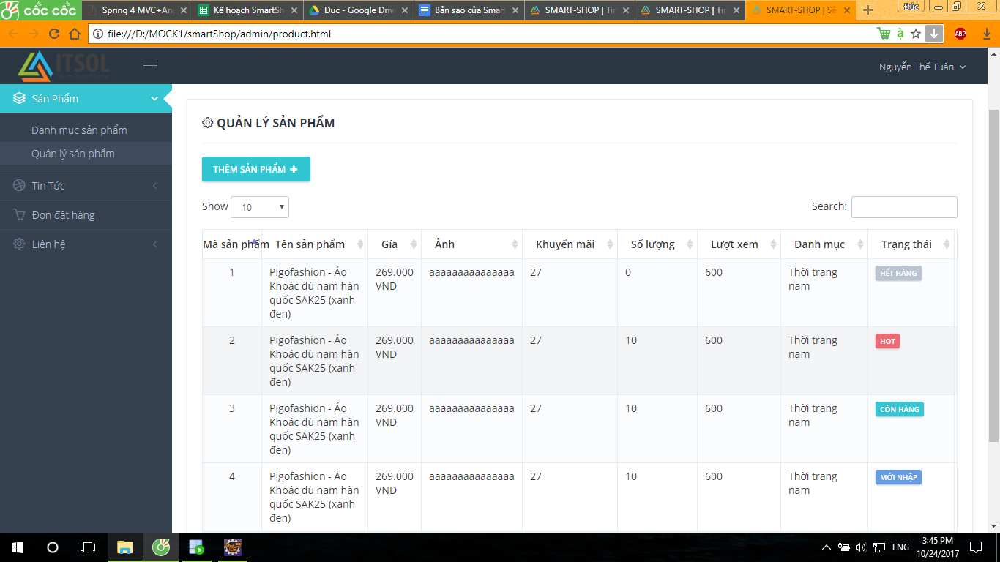 cốc cốc
Spring 4 MVC+An
Kế hoạch SmartSh
Duc - Google Driv
Bản sao của Smart
SMART-SHOP | Tin
SMART-SHOP | Tin
SMART-SHOP | Sả
Đức
file:///D:/MOCK1/smartShop/admin/product.html
ABP
ITSOL
Nguyễn Thế Tuân
Sản Phẩm
Danh mục sản phẩm
Quản lý sản phẩm
Tin Tức
Đơn đặt hàng
Liên hệ
QUẢN LÝ SẢN PHẨM
THÊM SẢN PHẨM
Show 10
Search:
Mã sản phẩm Tên sản phẩm Gía Ảnh Khuyến mãi Số lượng Lượt xem Danh mục Trạng thái
1 Pigofashion - Áo Khoác dù nam hàn quốc SAK25 (xanh đen) 269.000 VND aaaaaaaaaaaaaaa 27 0 600 Thời trang nam HẾT HÀNG
2 Pigofashion - Áo Khoác dù nam hàn quốc SAK25 (xanh đen) 269.000 VND aaaaaaaaaaaaaaa 27 10 600 Thời trang nam HOT
3 Pigofashion - Áo Khoác dù nam hàn quốc SAK25 (xanh đen) 269.000 VND aaaaaaaaaaaaaaa 27 10 600 Thời trang nam CÒN HÀNG
4 Pigofashion - Áo Khoác dù nam hàn quốc SAK25 (xanh đen) 269.000 VND aaaaaaaaaaaaaaa 27 10 600 Thời trang nam MỚI NHẬP
ENG
3:45 PM
10/24/2017